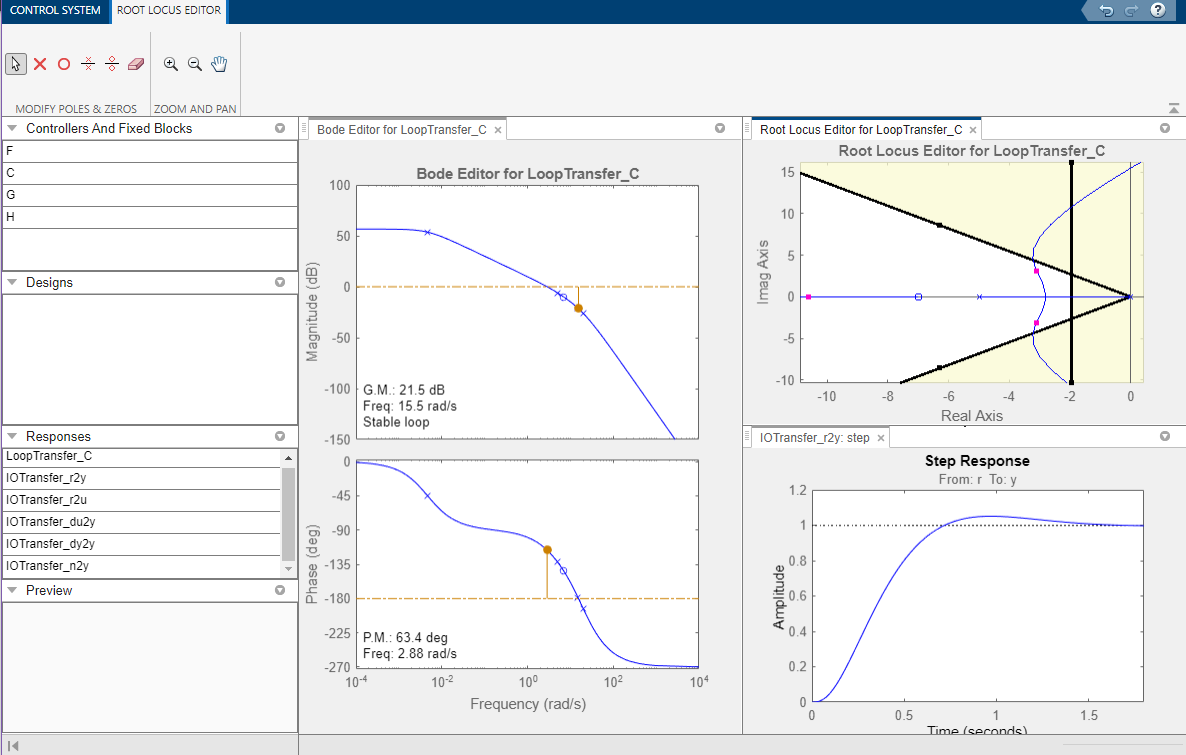 CONTROL SYSTEM
ROOT LOCUS EDITOR
MODIFY POLES & ZEROS
ZOOM AND PAN
Controllers And Fixed Blocks
F
C
G
H
Designs
Responses
LoopTransfer_C
IOTransfer_r2y
IOTransfer_r2u
IOTransfer_du2y
IOTransfer_dy2y
IOTransfer_n2y
Preview
Bode Editor for LoopTransfer_C
Bode Editor for LoopTransfer_C
100
50
0
-50
-100
-150
Magnitude (dB)
G.M.: 21.5 dB
Freq: 15.5 rad/s
Stable loop
0
-45
-90
-135
-180
-225
-270
Phase (deg)
P.M.: 63.4 deg
Freq: 2.88 rad/s
10^-4
10^-2
10^0
10^2
10^4
Frequency (rad/s)
Root Locus Editor for LoopTransfer_C
Root Locus Editor for LoopTransfer_C
15
10
5
0
-5
-10
Imag Axis
-10
-8
-6
-4
-2
0
Real Axis
IOTransfer_r2y: step
Step Response
From: r To: y
1.2
1
0.8
0.6
0.4
0.2
0
Amplitude
0
0.5
1
1.5
Time (seconds)